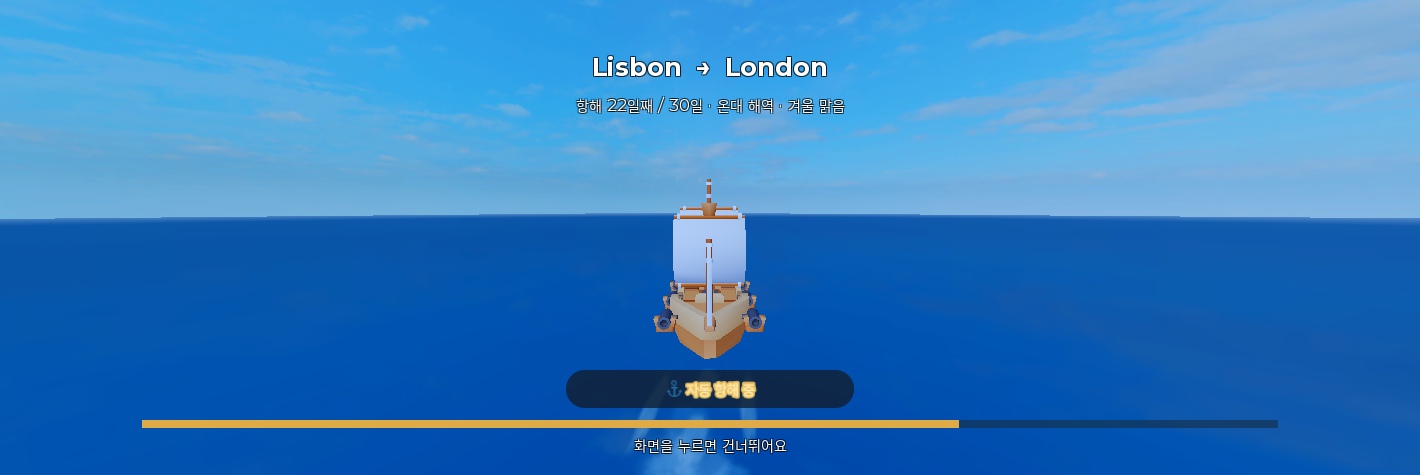 Lisbon → London
항해 22일째 / 30일 · 온대 해역 · 겨울 맑음
⚓ 자동 항해 중
화면을 누르면 건너뛰어요